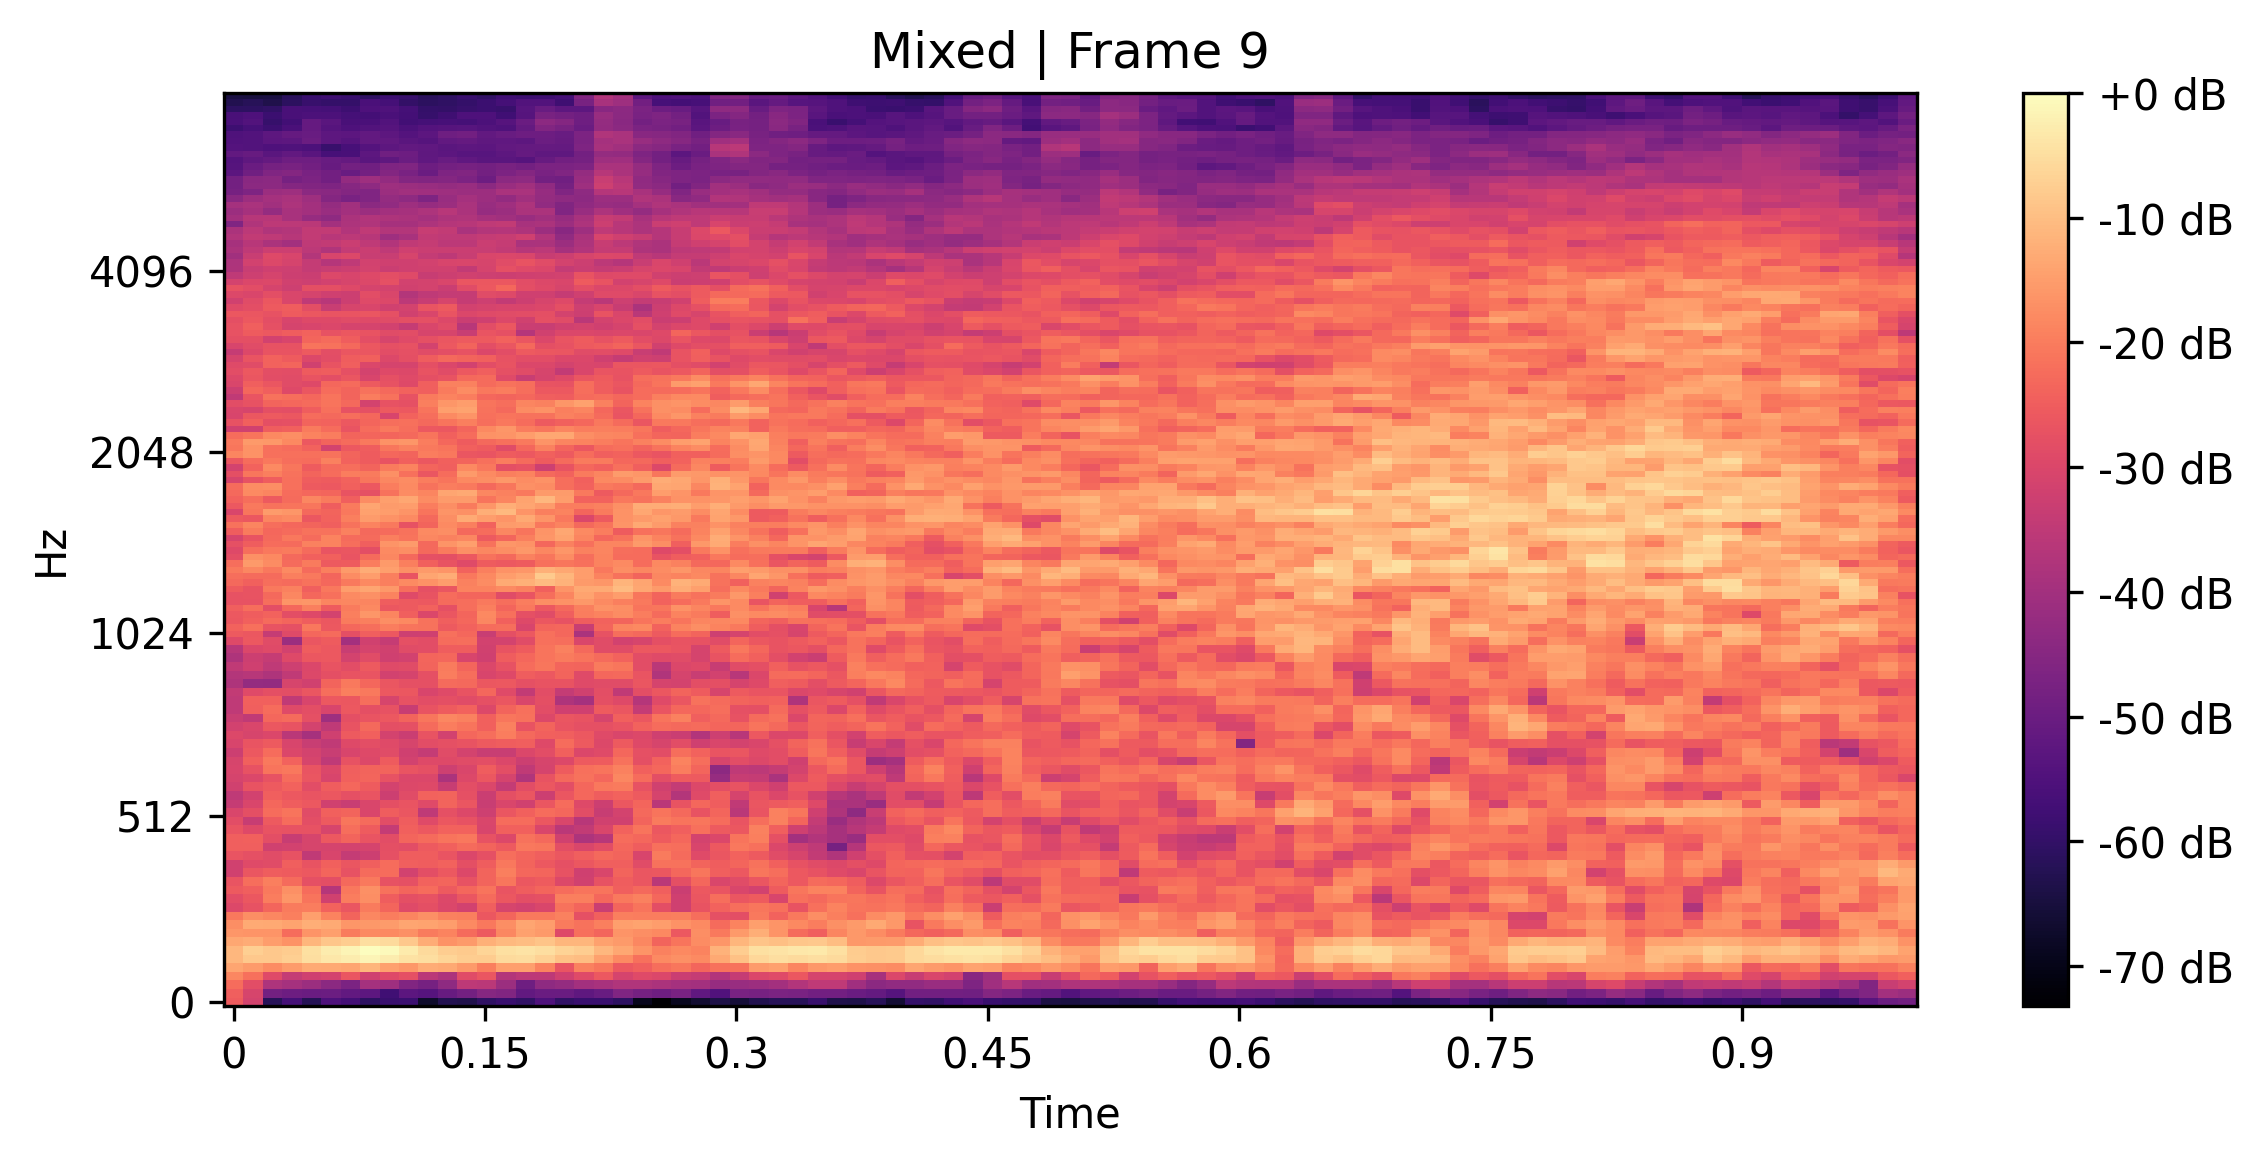 Mixed | Frame 9
+0 dB
-10 dB
-20 dB
-30 dB
-40 dB
-50 dB
-60 dB
-70 dB
Hz
4096
2048
1024
512
0
0 0.15 0.3 0.45 0.6 0.75 0.9
Time